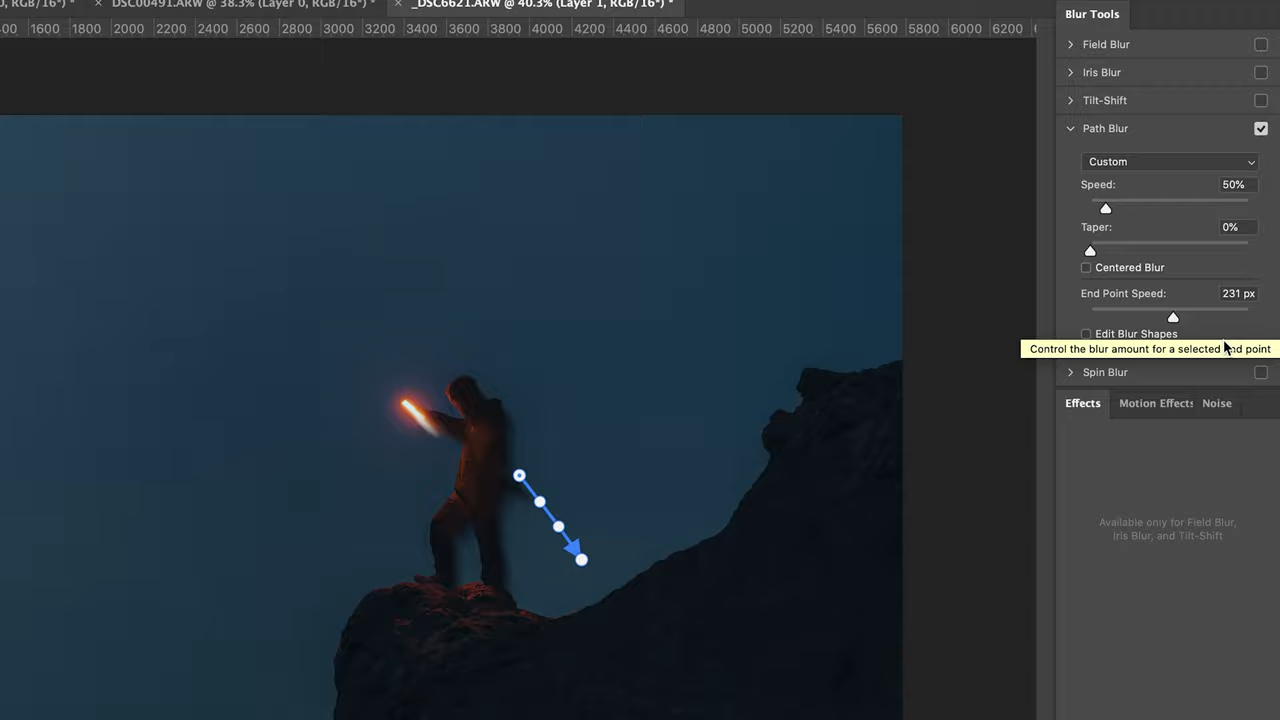 0, RGB/16*) * × DSC00491.ARW @ 38.3% (Layer 0, RGB/16*) * × _DSC6621.ARW @ 40.3% (Layer 1, RGB/16*) *
400 1600 1800 2000 2200 2400 2600 2800 3000 3200 3400 3600 3800 4000 4200 4400 4600 4800 5000 5200 5400 5600 5800 6000 6200
Blur Tools
Field Blur
Iris Blur
Tilt-Shift
Path Blur
Custom
Speed: 50%
Taper: 0%
Centered Blur
End Point Speed: 231 px
Edit Blur Shapes
Control the blur amount for a selected end point
Spin Blur
Effects Motion Effects Noise
Available only for Field Blur,
Iris Blur, and Tilt-Shift